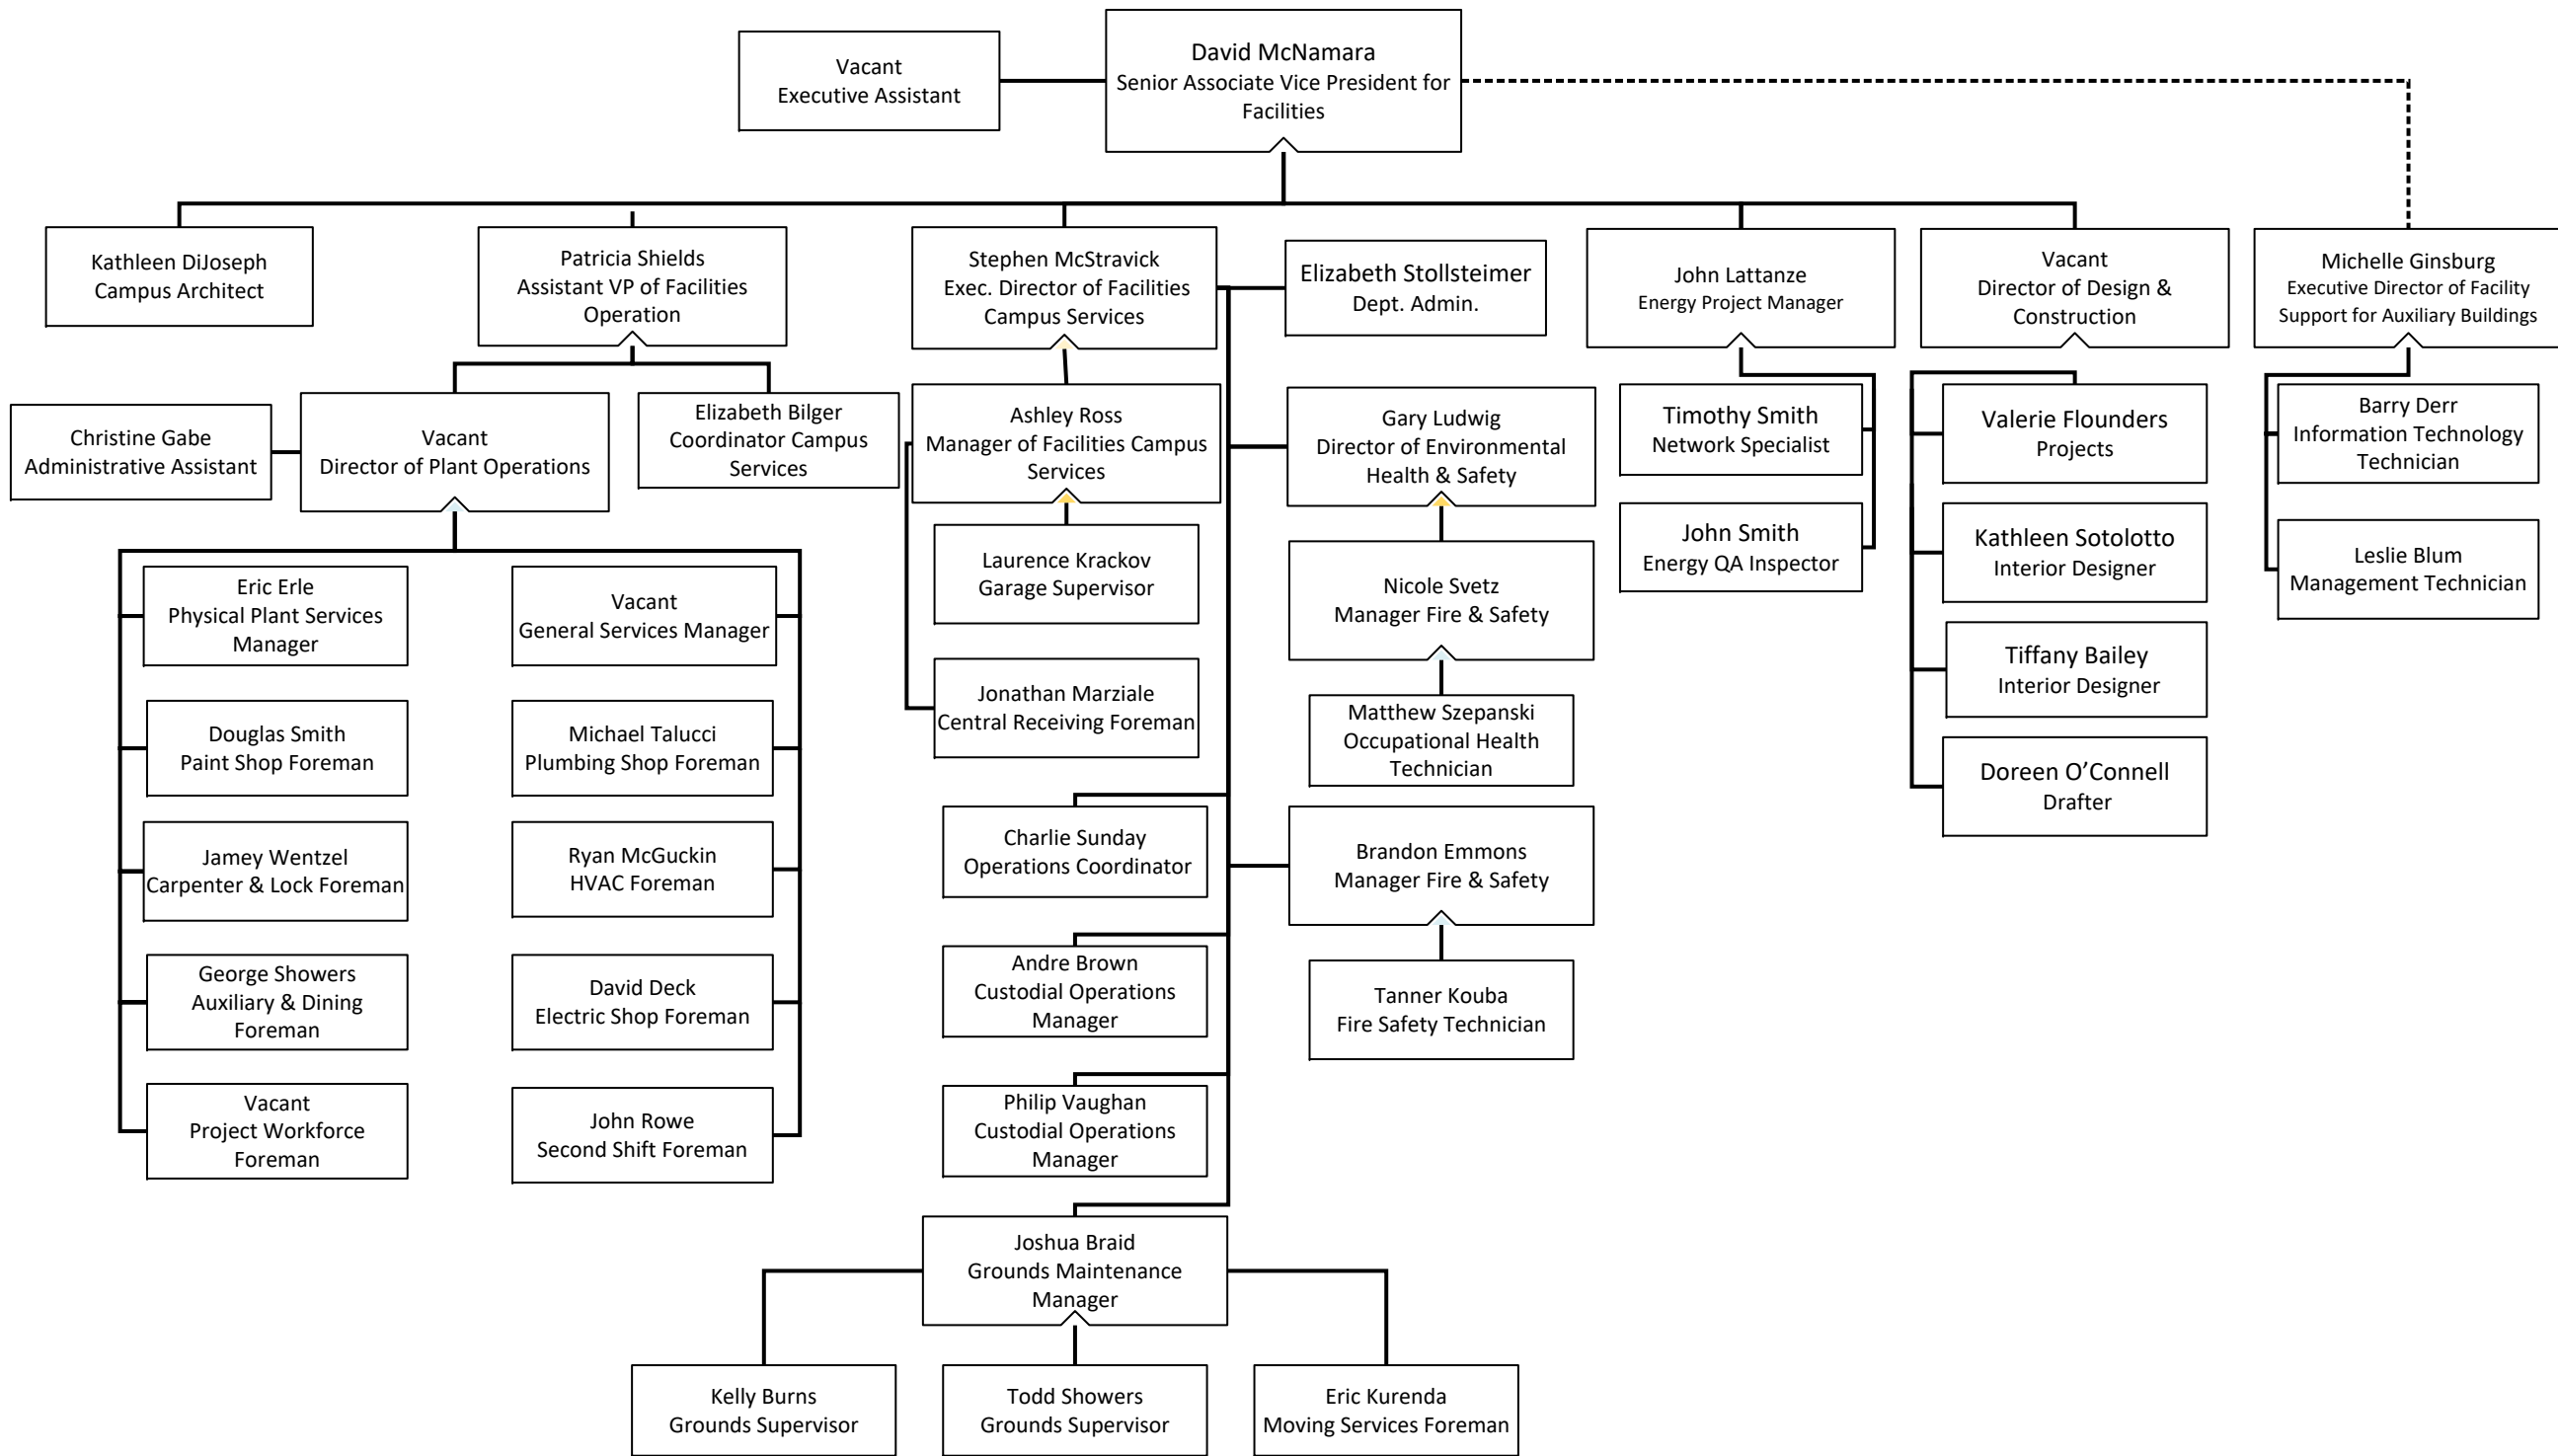 Vacant
Executive Assistant
David McNamara
Senior Associate Vice President for
Facilities
Kathleen DiJoseph
Campus Architect
Patricia Shields
Assistant VP of Facilities
Operation
Stephen McStravick
Exec. Director of Facilities
Campus Services
Elizabeth Stollsteimer
Dept. Admin.
John Lattanze
Energy Project Manager
Vacant
Director of Design &
Construction
Michelle Ginsburg
Executive Director of Facility
Support for Auxiliary Buildings
Christine Gabe
Administrative Assistant
Vacant
Director of Plant Operations
Elizabeth Bilger
Coordinator Campus
Services
Ashley Ross
Manager of Facilities Campus
Services
Gary Ludwig
Director of Environmental
Health & Safety
Timothy Smith
Network Specialist
Valerie Flounders
Projects
Barry Derr
Information Technology
Technician
Laurence Krackov
Garage Supervisor
John Smith
Energy QA Inspector
Kathleen Sotolotto
Interior Designer
Leslie Blum
Management Technician
Eric Erle
Physical Plant Services
Manager
Vacant
General Services Manager
Nicole Svetz
Manager Fire & Safety
Tiffany Bailey
Interior Designer
Jonathan Marziale
Central Receiving Foreman
Douglas Smith
Paint Shop Foreman
Michael Talucci
Plumbing Shop Foreman
Matthew Szepanski
Occupational Health
Technician
Doreen O’Connell
Drafter
Jamey Wentzel
Carpenter & Lock Foreman
Ryan McGuckin
HVAC Foreman
Charlie Sunday
Operations Coordinator
Brandon Emmons
Manager Fire & Safety
George Showers
Auxiliary & Dining
Foreman
David Deck
Electric Shop Foreman
Andre Brown
Custodial Operations
Manager
Tanner Kouba
Fire Safety Technician
Vacant
Project Workforce
Foreman
John Rowe
Second Shift Foreman
Philip Vaughan
Custodial Operations
Manager
Joshua Braid
Grounds Maintenance
Manager
Kelly Burns
Grounds Supervisor
Todd Showers
Grounds Supervisor
Eric Kurenda
Moving Services Foreman